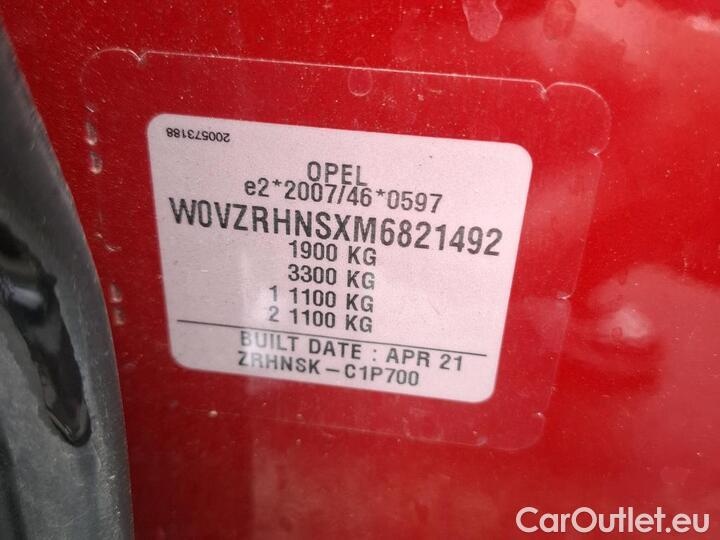 200573188
OPEL
e2*2007/46*0597
W0VZRHNSXM6821492
1900 KG
3300 KG
1 1100 KG
2 1100 KG
BUILT DATE : APR 21
ZRHNSK-C1P700
CarOutlet.eu